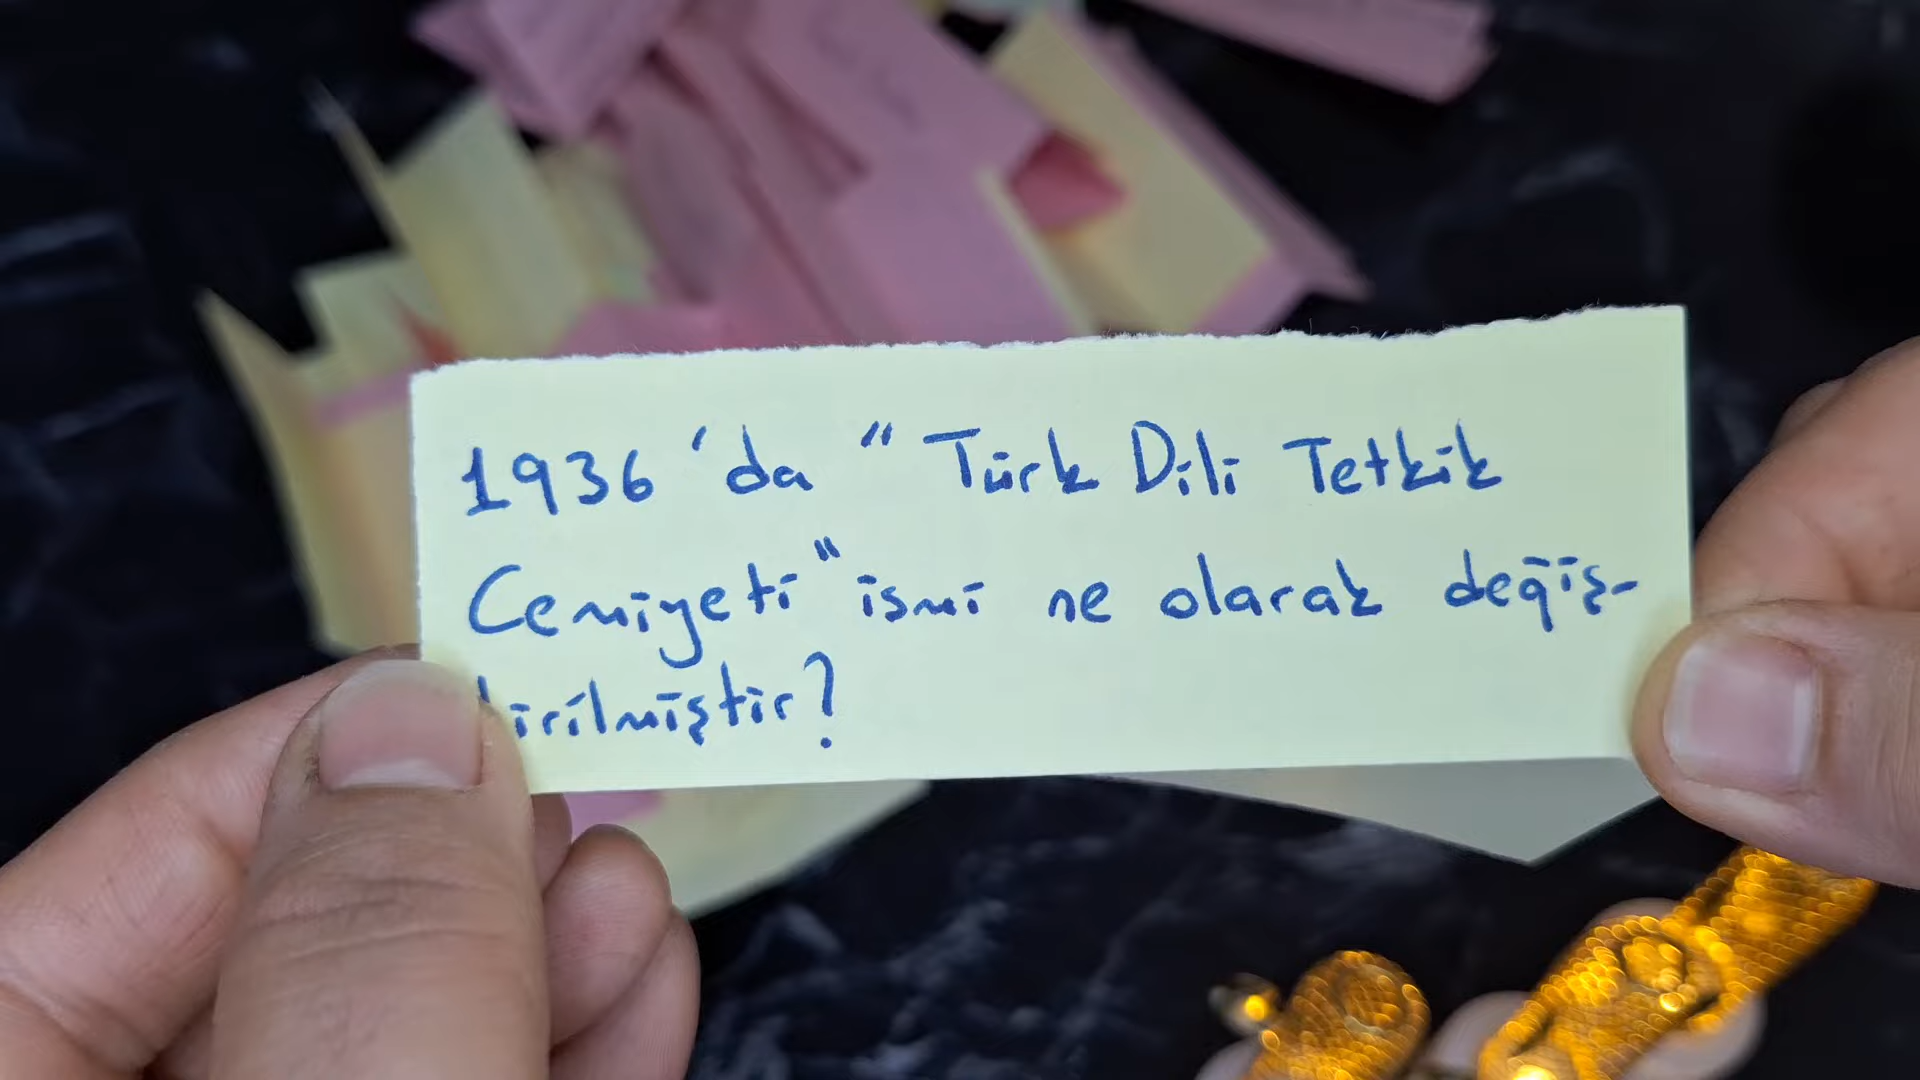 1936'da "Türk Dili Tetkik
Cemiyeti" ismi ne olarak değiş-
tirilmiştir?